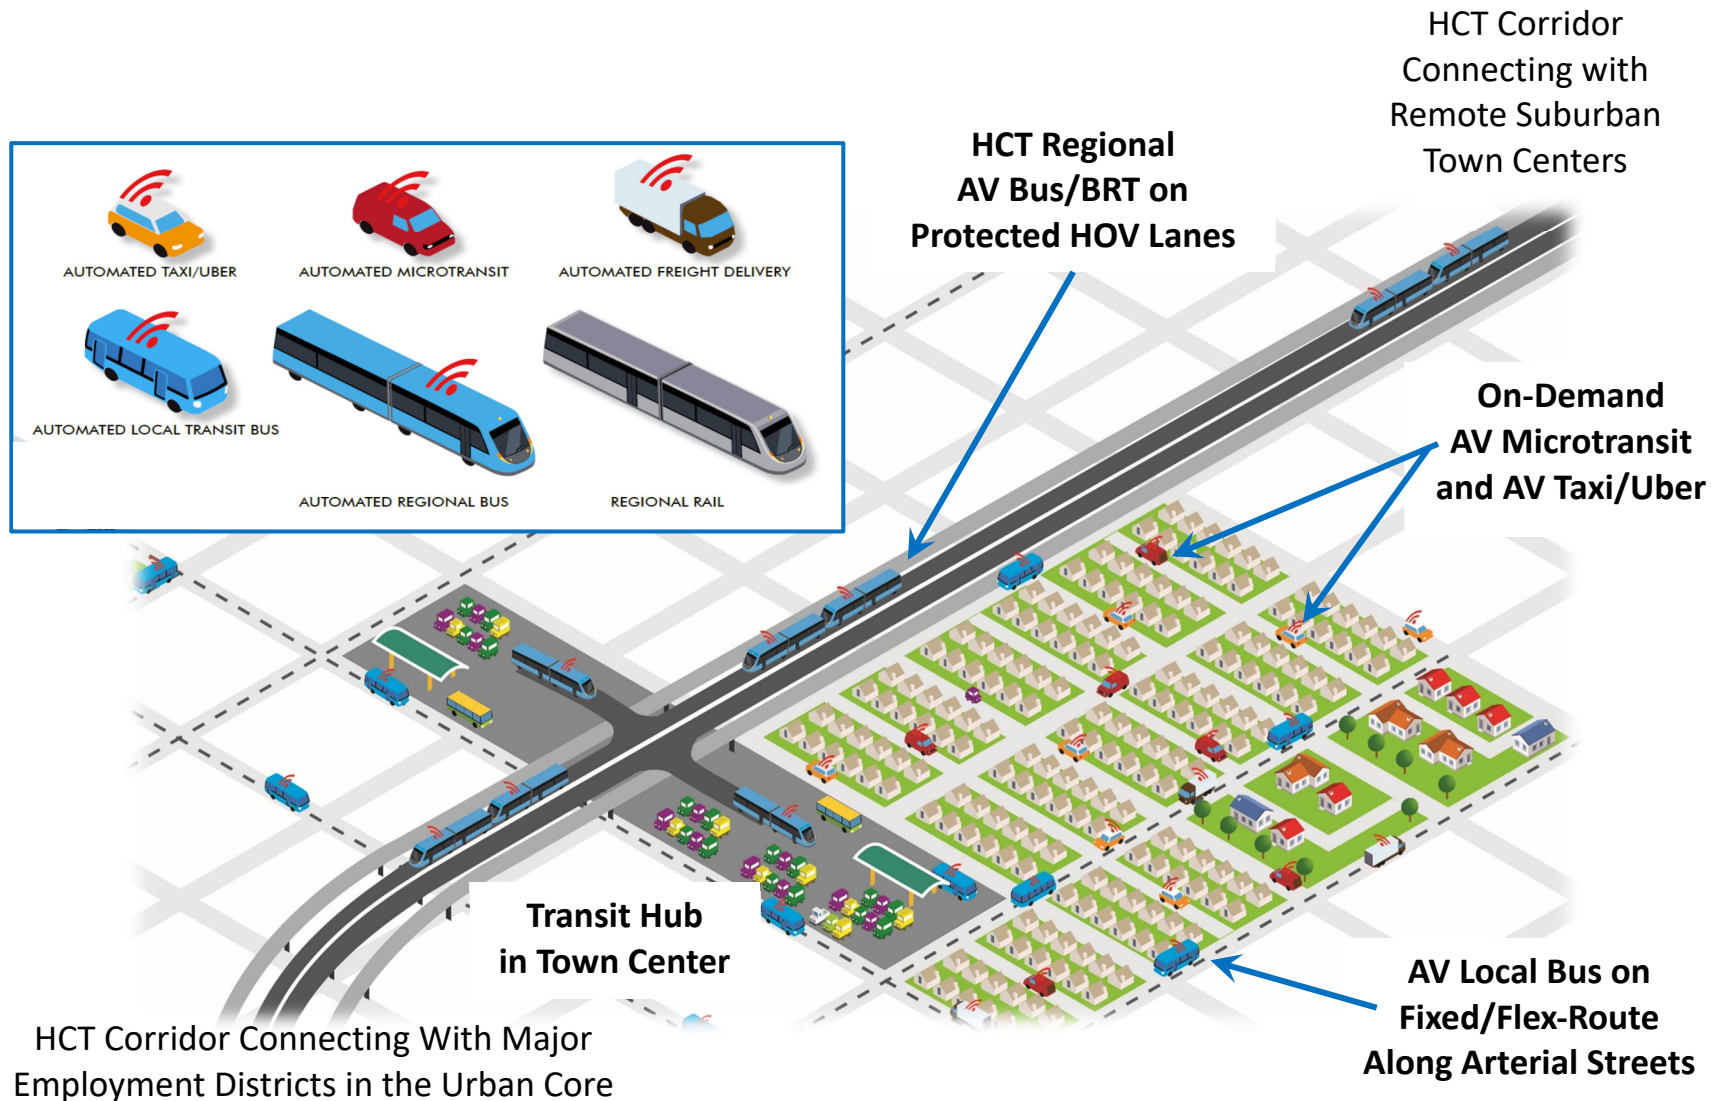 HCT Corridor
Connecting with
Remote Suburban
Town Centers
HCT Regional
AV Bus/BRT on
Protected HOV Lanes
AUTOMATED TAXI/UBER
AUTOMATED MICROTRANSIT
AUTOMATED FREIGHT DELIVERY
AUTOMATED LOCAL TRANSIT BUS
AUTOMATED REGIONAL BUS
REGIONAL RAIL
On-Demand
AV Microtransit
and AV Taxi/Uber
Transit Hub
in Town Center
AV Local Bus on
Fixed/Flex-Route
Along Arterial Streets
HCT Corridor Connecting With Major
Employment Districts in the Urban Core